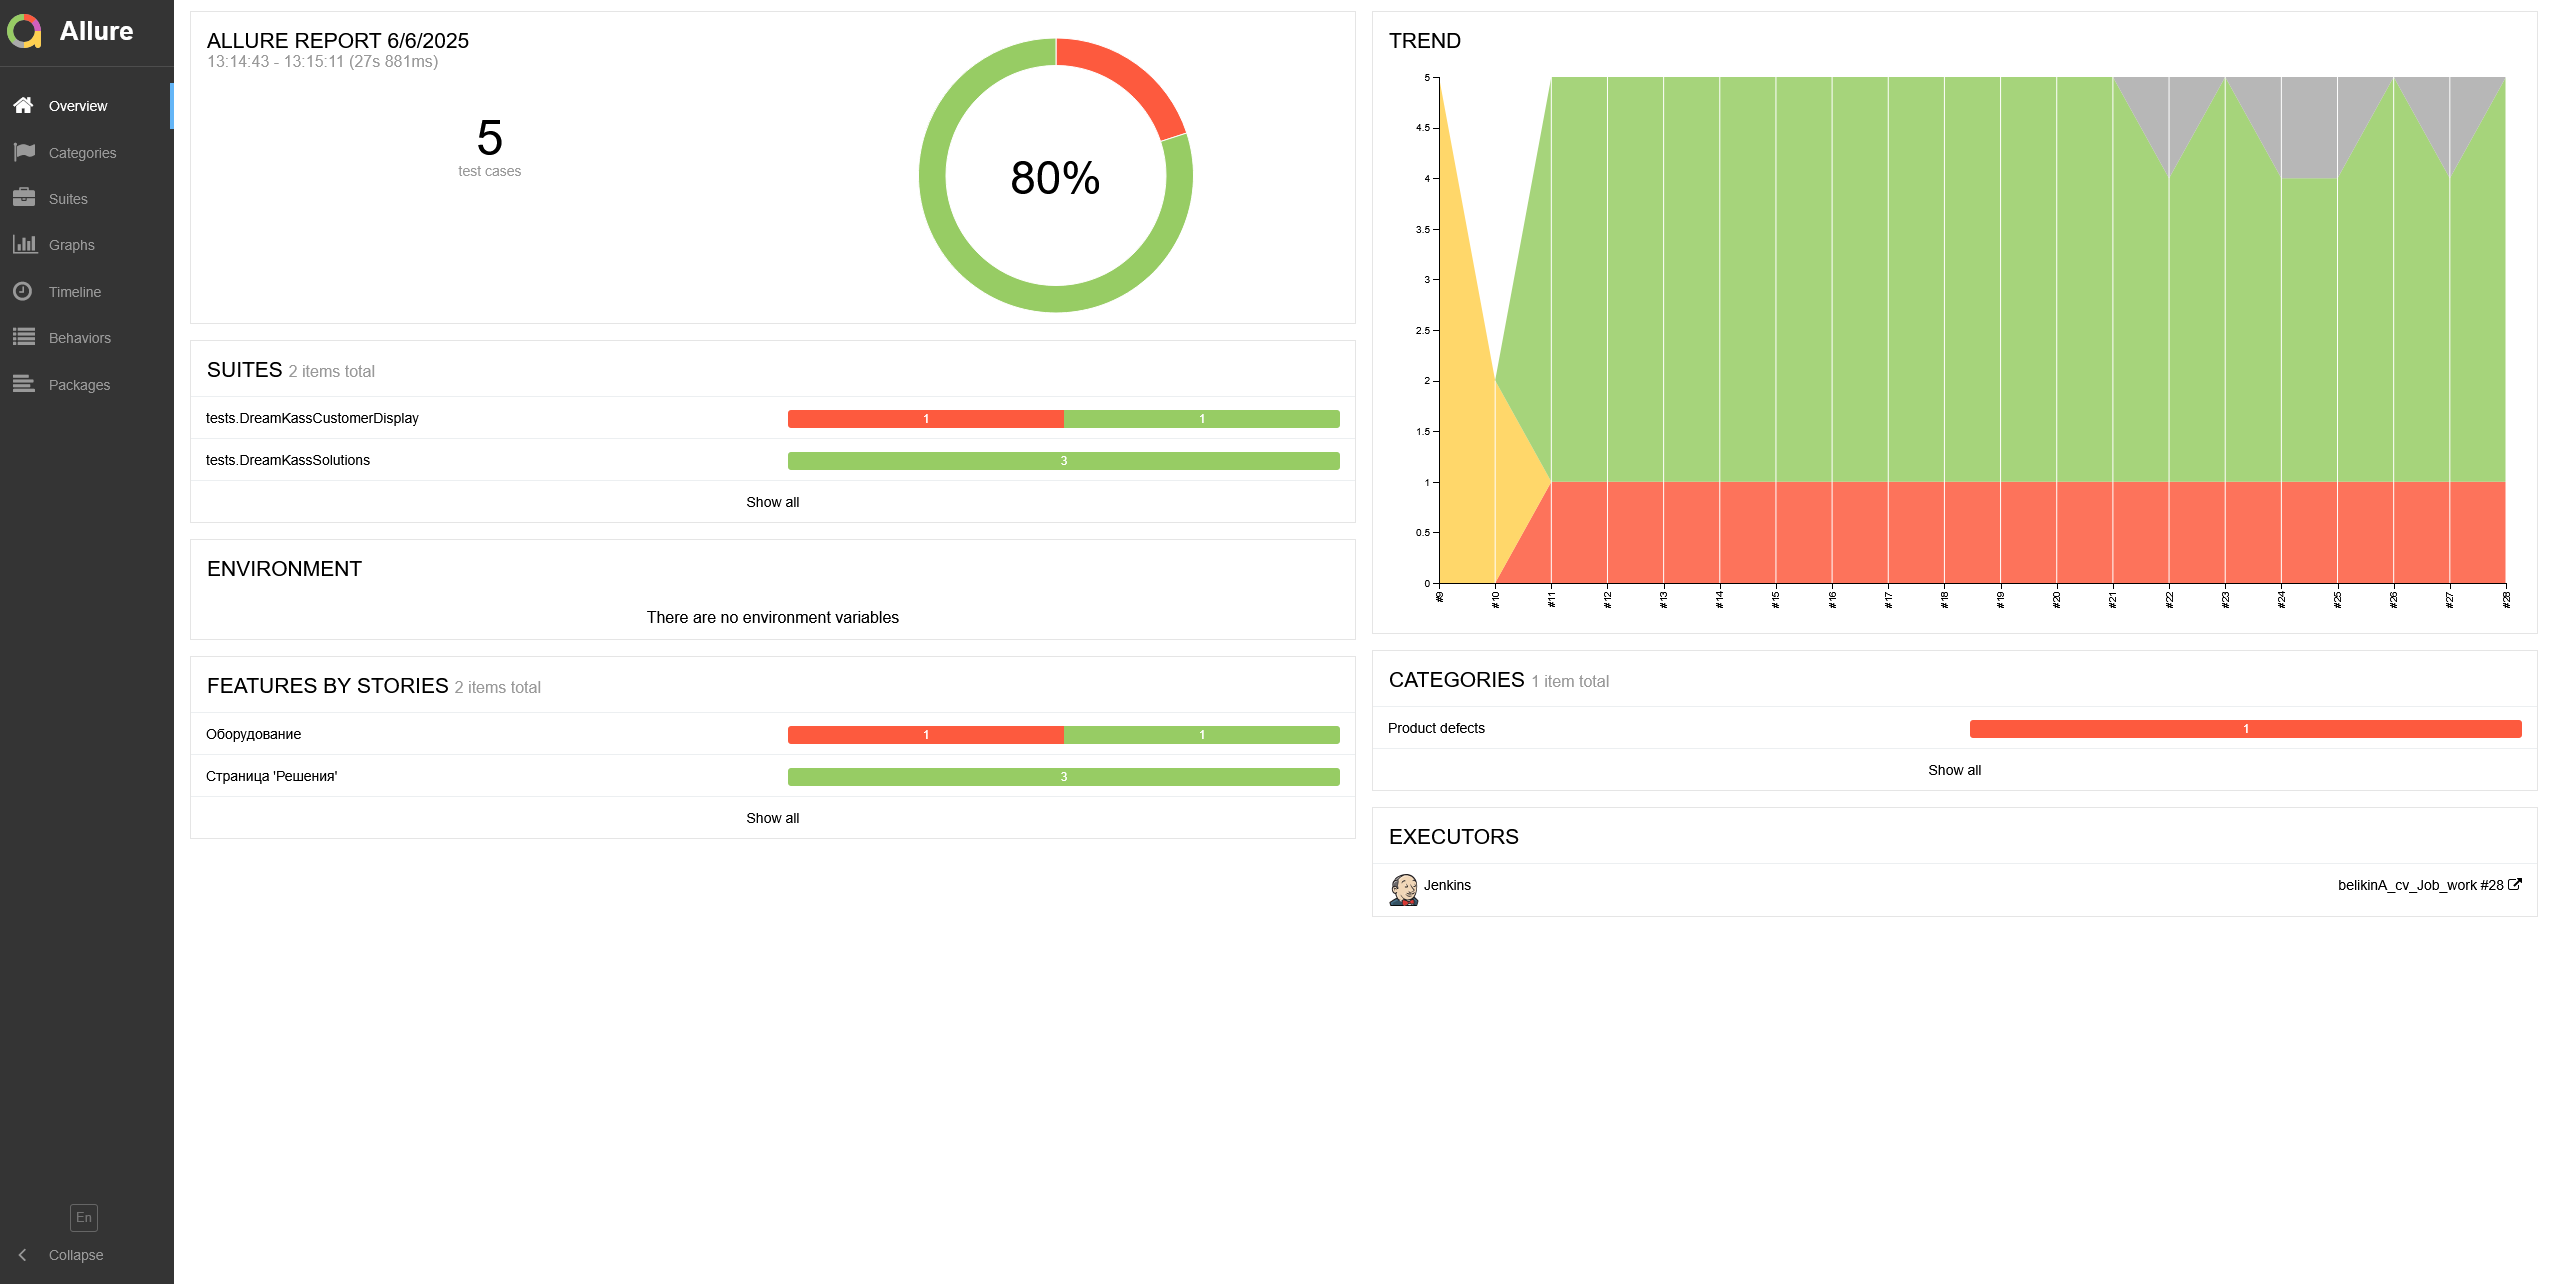 Allure
Overview
Categories
Suites
Graphs
Timeline
Behaviors
Packages
En
Collapse
ALLURE REPORT 6/6/2025
13:14:43 - 13:15:11 (27s 881ms)
5
test cases
80%
SUITES 2 items total
tests.DreamKassCustomerDisplay 1 1
tests.DreamKassSolutions 3
Show all
ENVIRONMENT
There are no environment variables
FEATURES BY STORIES 2 items total
Оборудование 1 1
Страница 'Решения' 3
Show all
TREND
5
4.5
4
3.5
3
2.5
2
1.5
1
0.5
0
#9 #10 #11 #12 #13 #14 #15 #16 #17 #18 #19 #20 #21 #22 #23 #24 #25 #26 #27 #28
CATEGORIES 1 item total
Product defects 1
Show all
EXECUTORS
Jenkins belikinA_cv_Job_work #28